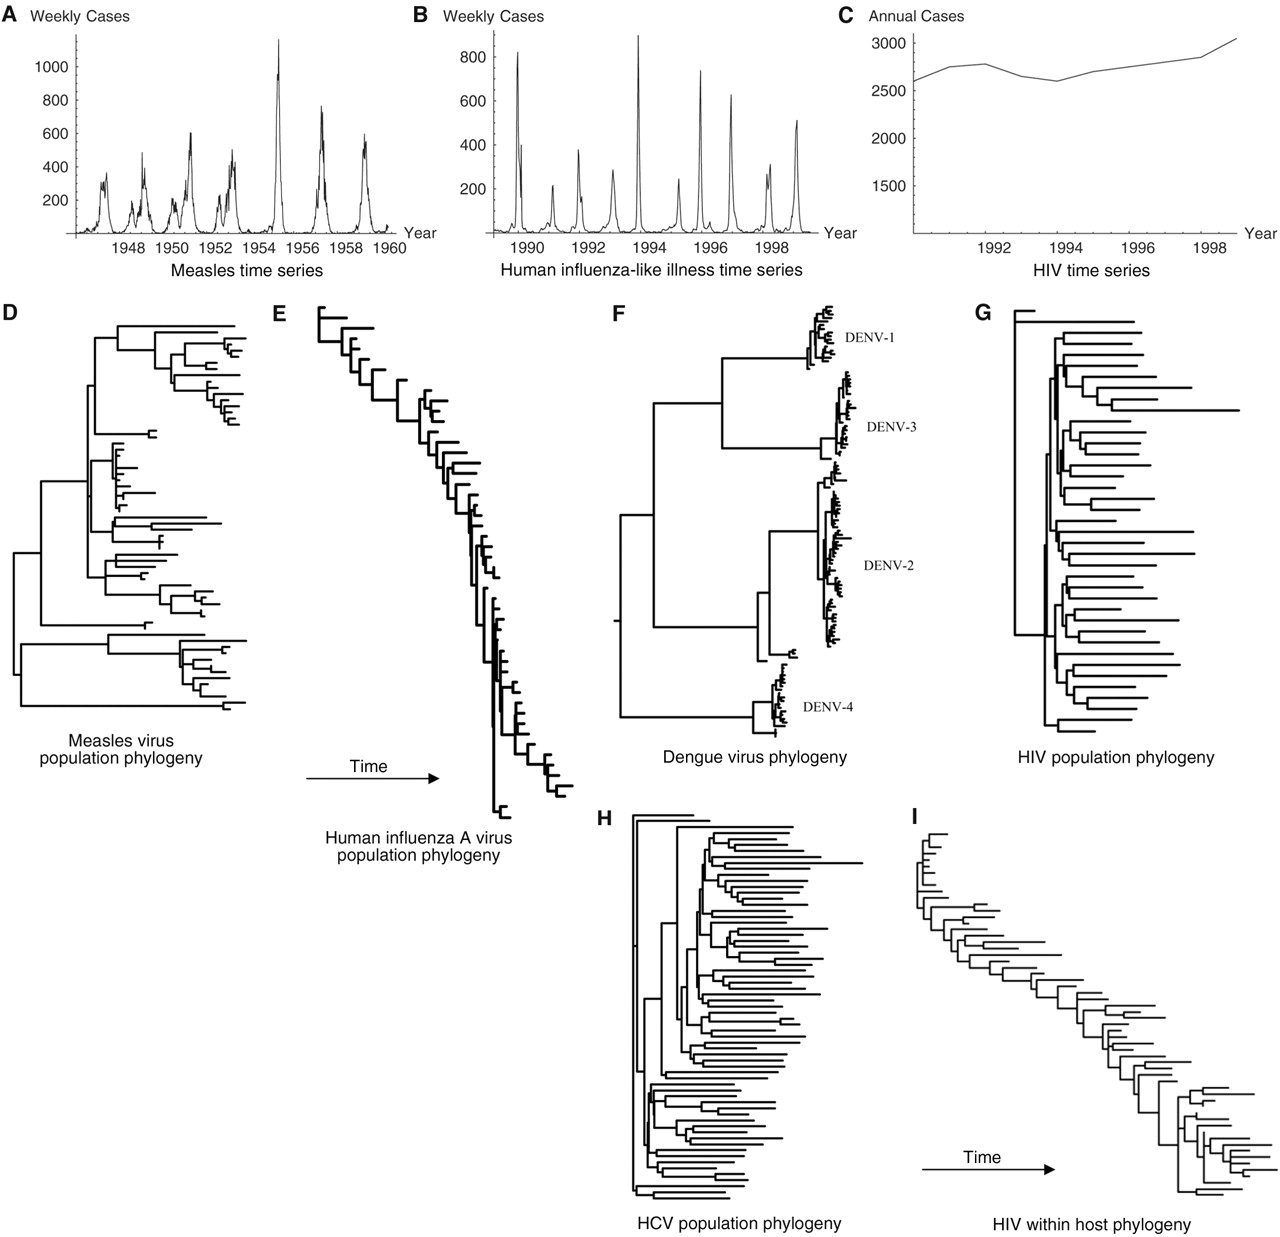 A Weekly Cases
1000
800
600
400
200
1948 1950 1952 1954 1956 1958 1960 Year
Measles time series
B Weekly Cases
800
600
400
200
1990 1992 1994 1996 1998 Year
Human influenza-like illness time series
C Annual Cases
3000
2500
2000
1500
1992 1994 1996 1998 Year
HIV time series
D
Measles virus
population phylogeny
E
Time
Human influenza A virus
population phylogeny
F
DENV-1
DENV-3
DENV-2
DENV-4
Dengue virus phylogeny
G
HIV population phylogeny
H
HCV population phylogeny
I
Time
HIV within host phylogeny